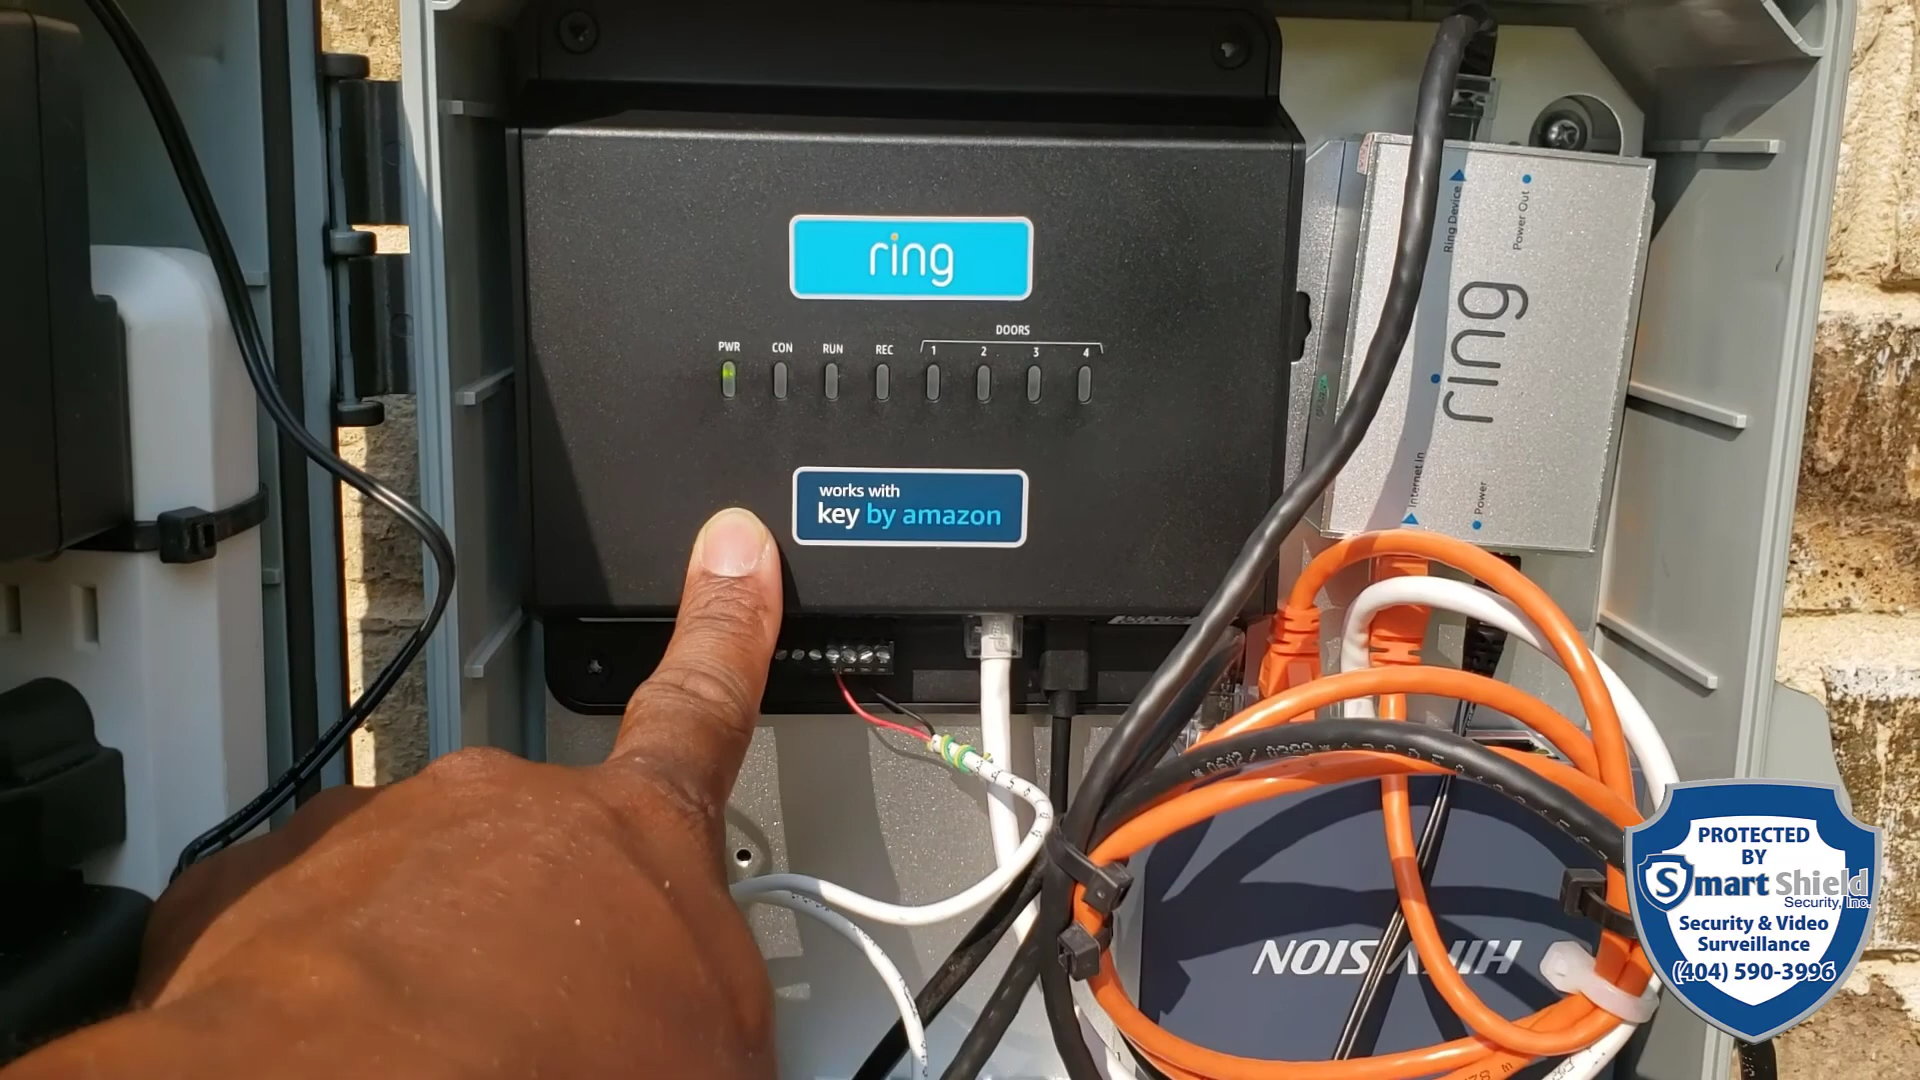 ring
DOORS
PWR CON RUN REC 1 2 3 4
works with
key by amazon
Ring Device
Power Out
ring
Internet In
Power
HIKVISION
PROTECTED
BY
Smart Shield
Security, Inc.
Security & Video
Surveillance
(404) 590-3996